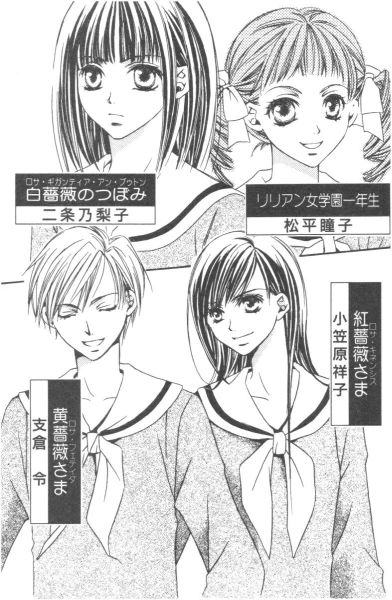 ロサ・ギガンティア・アン・ブゥトン
白薔薇のつぼみ
二条乃梨子
リリアン女学園一年生
松平瞳子
ロサ・キネンシス
紅薔薇さま
小笠原祥子
ロサ・フェティダ
黄薔薇さま
支倉 令